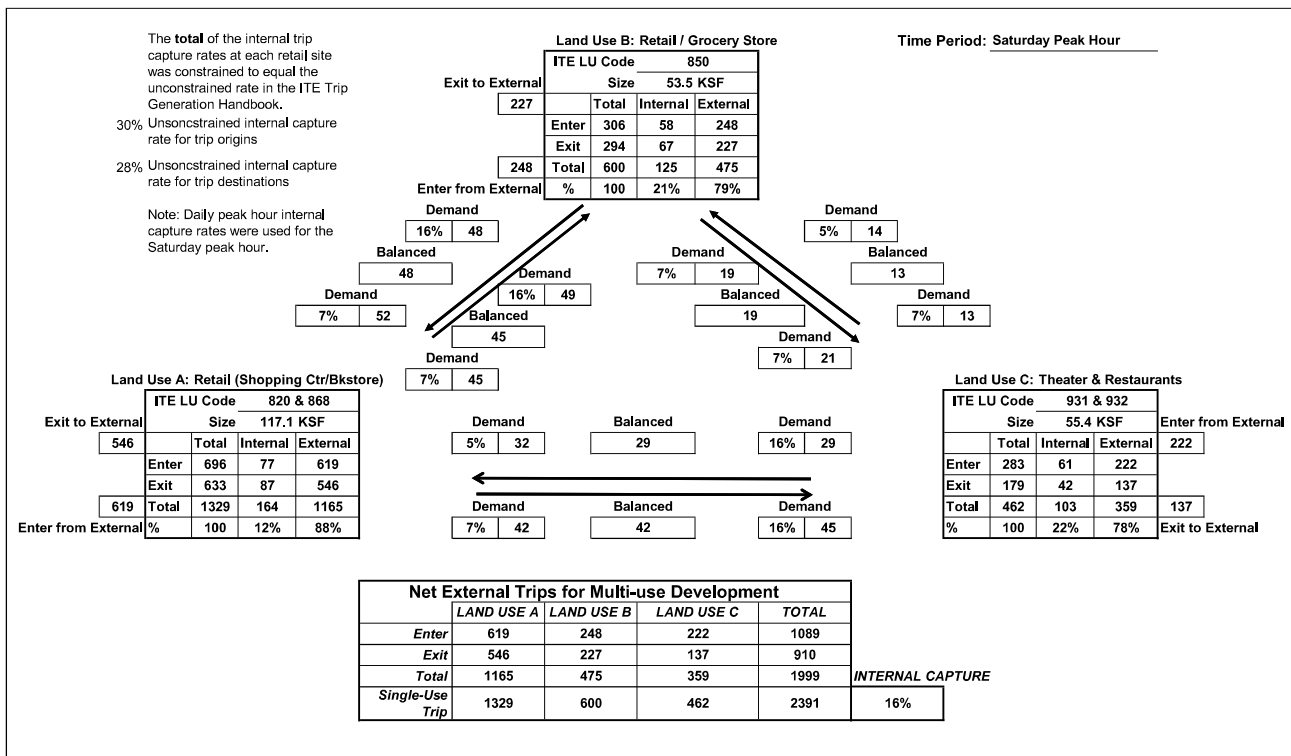 The total of the internal trip
capture rates at each retail site
was constrained to equal the
unconstrained rate in the ITE Trip
Generation Handbook.
30% Unsoncstrained internal capture
rate for trip origins
28% Unsoncstrained internal capture
rate for trip destinations
Note: Daily peak hour internal
capture rates were used for the
Saturday peak hour.
Land Use B: Retail / Grocery Store
Time Period: Saturday Peak Hour
ITE LU Code 850
Exit to External Size 53.5 KSF
227 Total Internal External
Enter 306 58 248
Exit 294 67 227
248 Total 600 125 475
Enter from External % 100 21% 79%
Demand Demand
16% 48 5% 14
Balanced Demand Balanced
48 7% 19 13
Demand
16% 49
Demand Balanced Demand
7% 52 19 7% 13
Balanced
45
Demand Demand
7% 45 7% 21
Land Use A: Retail (Shopping Ctr/Bkstore)
ITE LU Code 820 & 868
Exit to External Size 117.1 KSF
546 Total Internal External
Enter 696 77 619
Exit 633 87 546
619 Total 1329 164 1165
Enter from External % 100 12% 88%
Demand Balanced Demand
5% 32 29 16% 29
Demand Balanced Demand
7% 42 42 16% 45
Land Use C: Theater & Restaurants
ITE LU Code 931 & 932
Size 55.4 KSF Enter from External
Total Internal External 222
Enter 283 61 222
Exit 179 42 137
Total 462 103 359 137
% 100 22% 78% Exit to External
Net External Trips for Multi-use Development
LAND USE A LAND USE B LAND USE C TOTAL
Enter 619 248 222 1089
Exit 546 227 137 910
Total 1165 475 359 1999 INTERNAL CAPTURE
Single-Use
Trip 1329 600 462 2391 16%